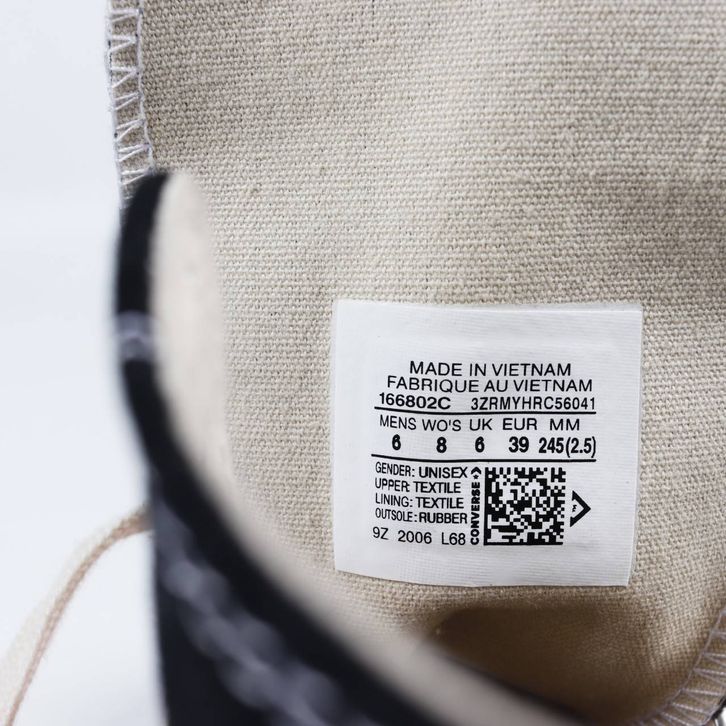 MADE IN VIETNAM
FABRIQUE AU VIETNAM
166802C 3ZRMYHRC56041
MENS WO'S UK EUR MM
6 8 6 39 245(2.5)
GENDER: UNISEX
UPPER: TEXTILE
LINING: TEXTILE
OUTSOLE: RUBBER
9Z 2006 L68
CONVERSE